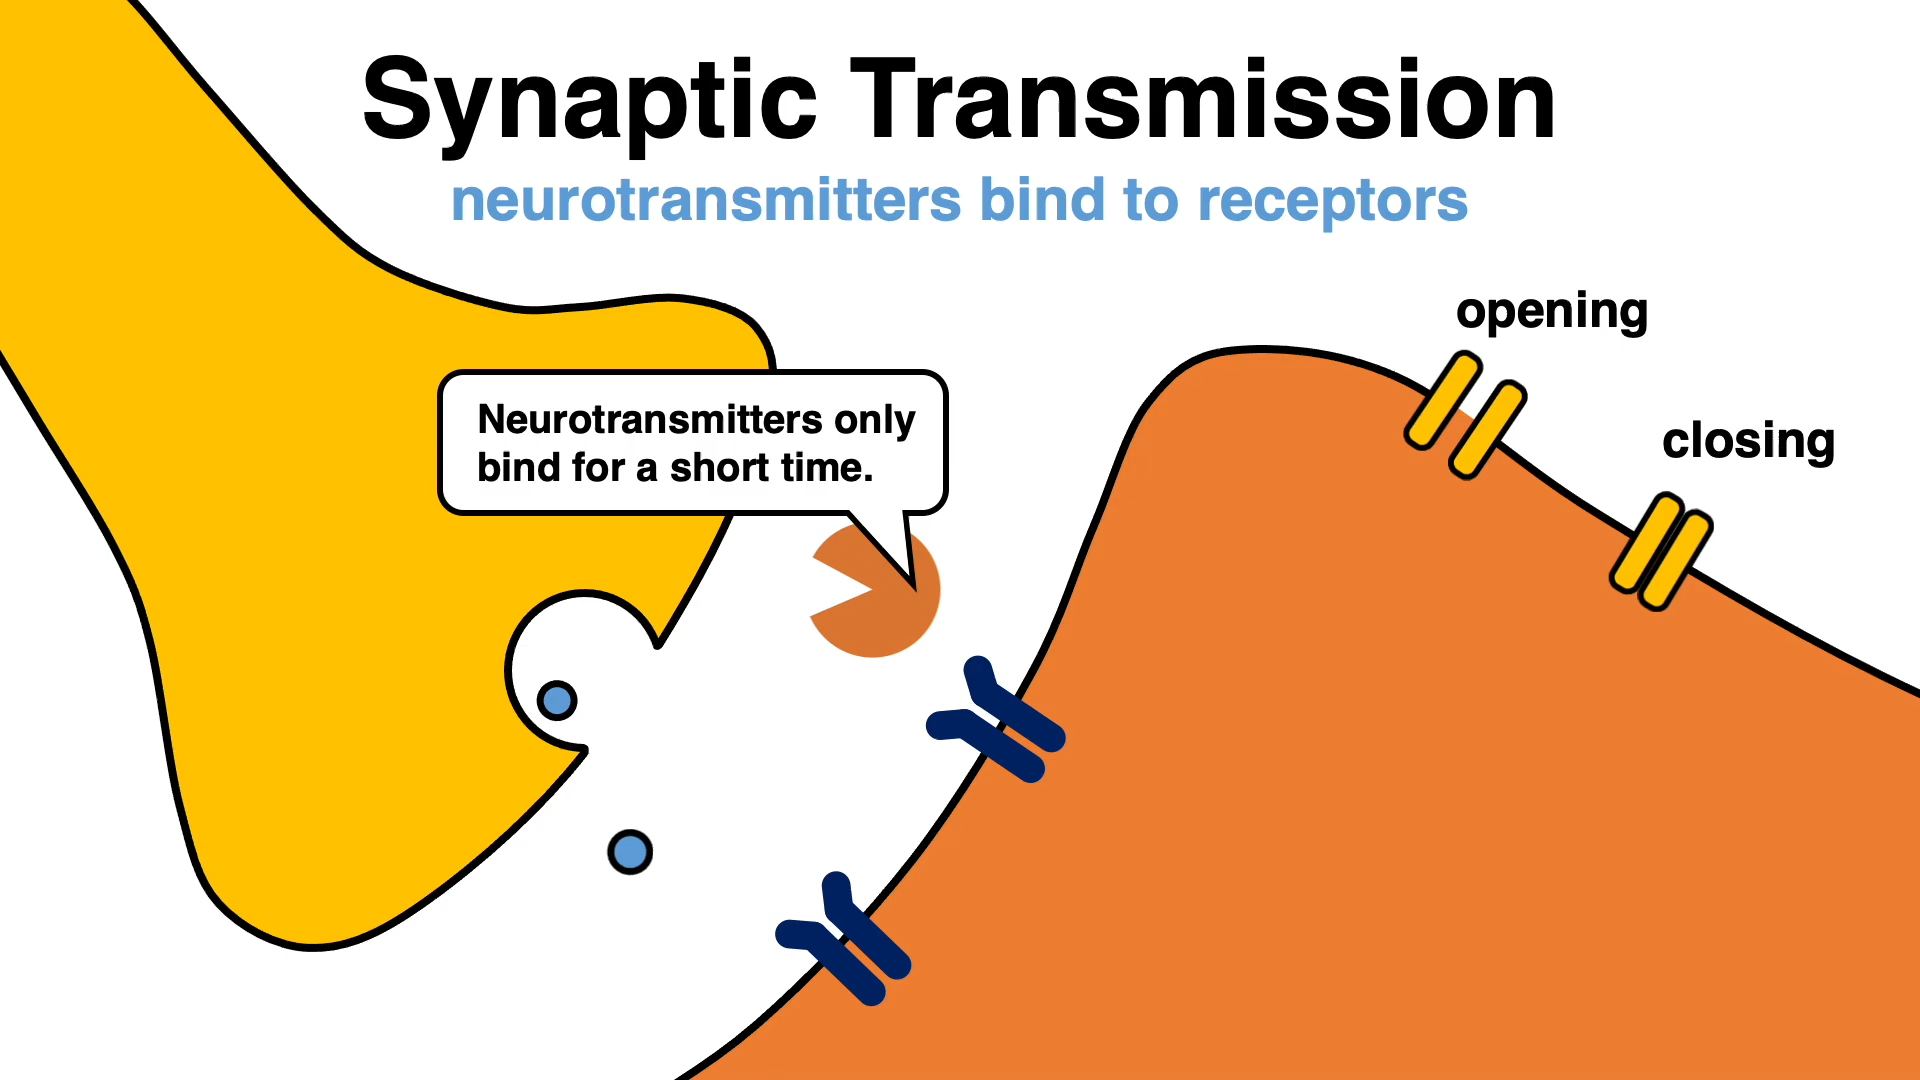 Synaptic Transmission
neurotransmitters bind to receptors
opening
closing
Neurotransmitters only
bind for a short time.